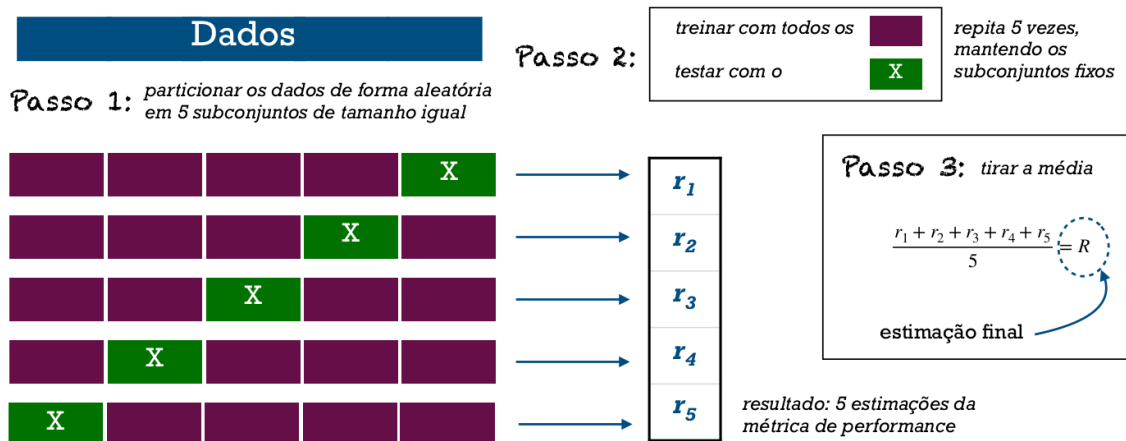 Dados
Passo 1:
particionar os dados de forma aleatória
em 5 subconjuntos de tamanho igual
Passo 2:
treinar com todos os
testar com o
X
repita 5 vezes,
mantendo os
subconjuntos fixos
X
X
X
X
X
r₁
r₂
r₃
r₄
r₅
resultado: 5 estimações da
métrica de performance
Passo 3: tirar a média
r₁ + r₂ + r₃ + r₄ + r₅
5
= R
estimação final